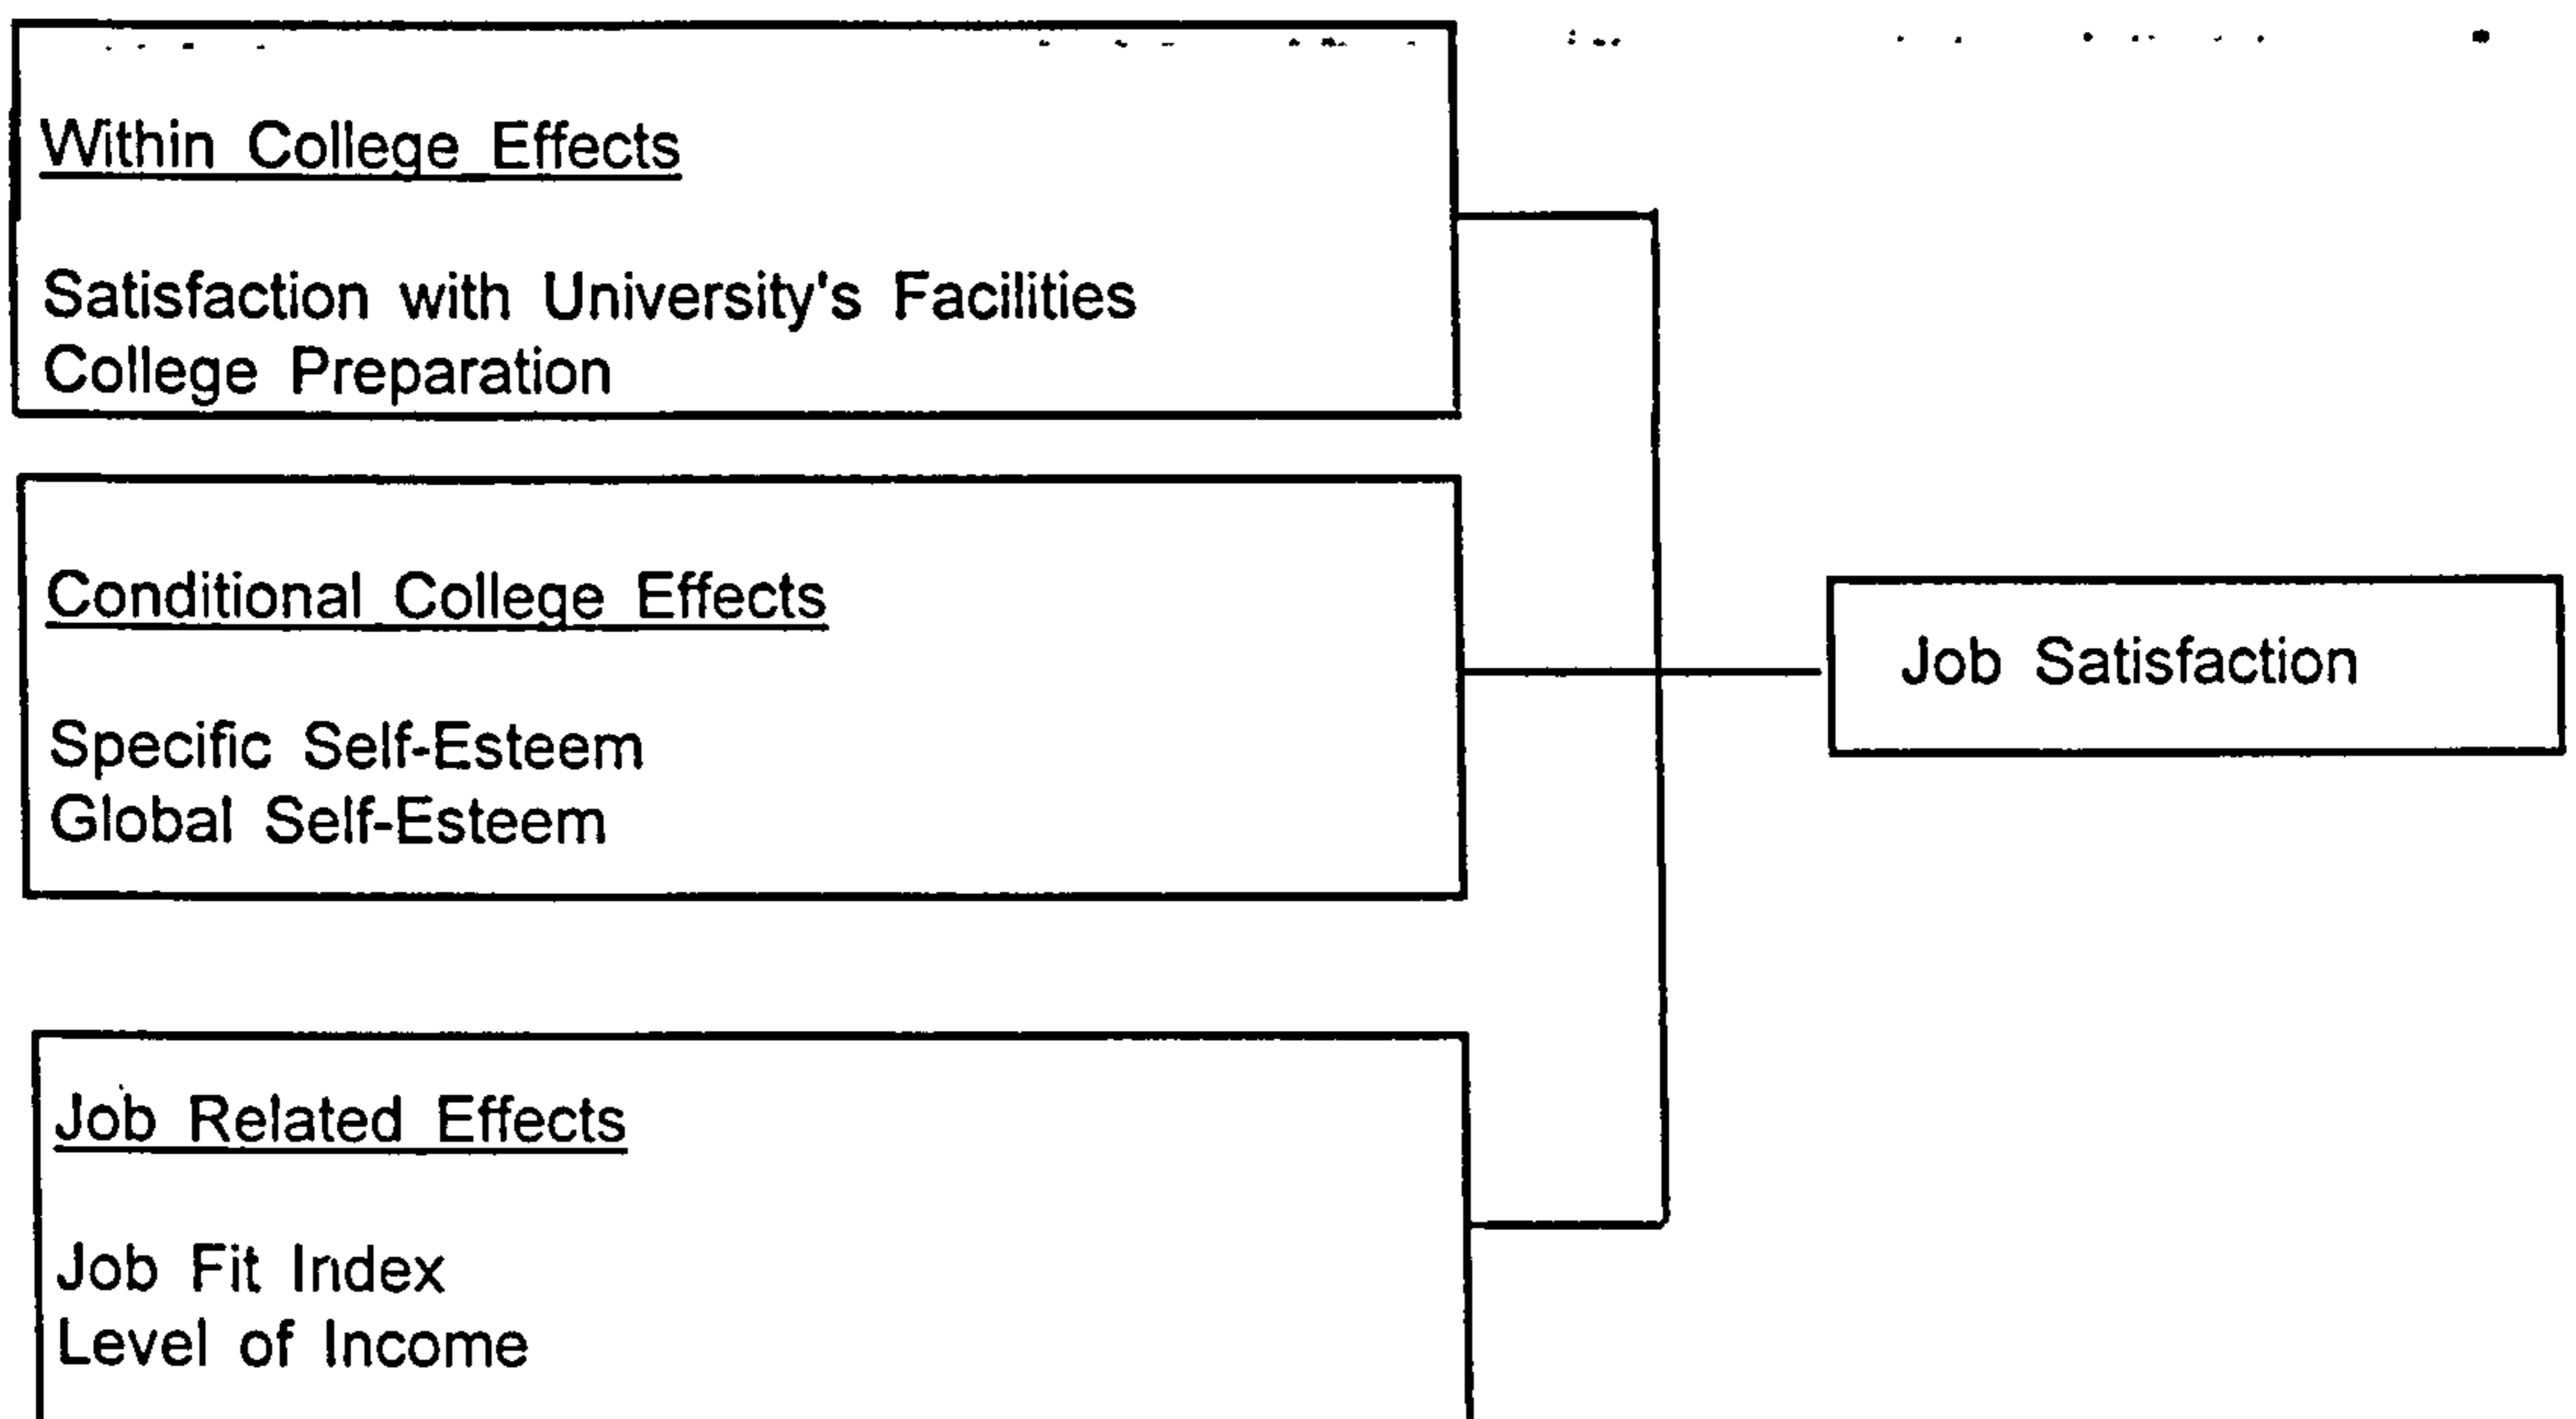 Within College Effects
Satisfaction with University's Facilities
College Preparation
Conditional College Effects
Specific Self-Esteem
Global Self-Esteem
Job Satisfaction
Job Related Effects
Job Fit Index
Level of Income